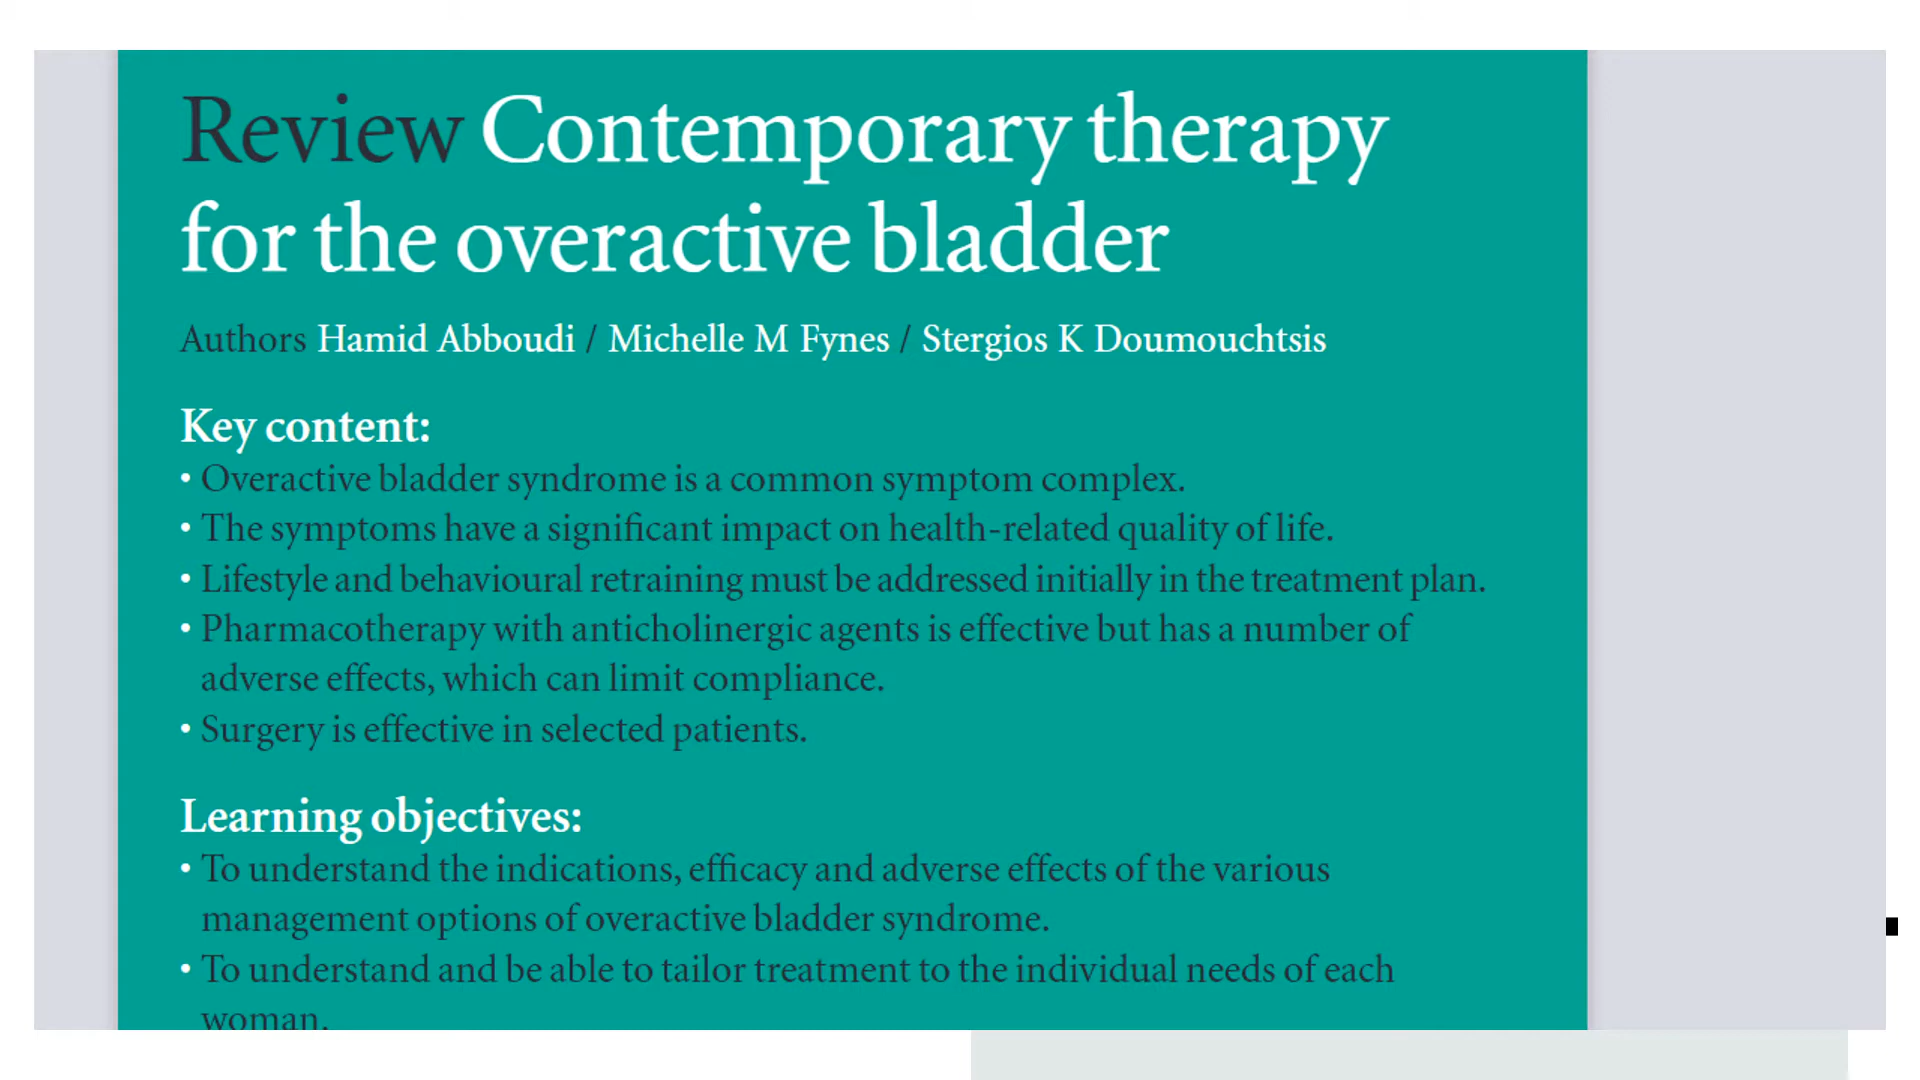 Review Contemporary therapy
for the overactive bladder
Authors Hamid Abboudi / Michelle M Fynes / Stergios K Doumouchtsis
Key content:
• Overactive bladder syndrome is a common symptom complex.
• The symptoms have a significant impact on health-related quality of life.
• Lifestyle and behavioural retraining must be addressed initially in the treatment plan.
• Pharmacotherapy with anticholinergic agents is effective but has a number of
adverse effects, which can limit compliance.
• Surgery is effective in selected patients.
Learning objectives:
• To understand the indications, efficacy and adverse effects of the various
management options of overactive bladder syndrome.
• To understand and be able to tailor treatment to the individual needs of each
woman.